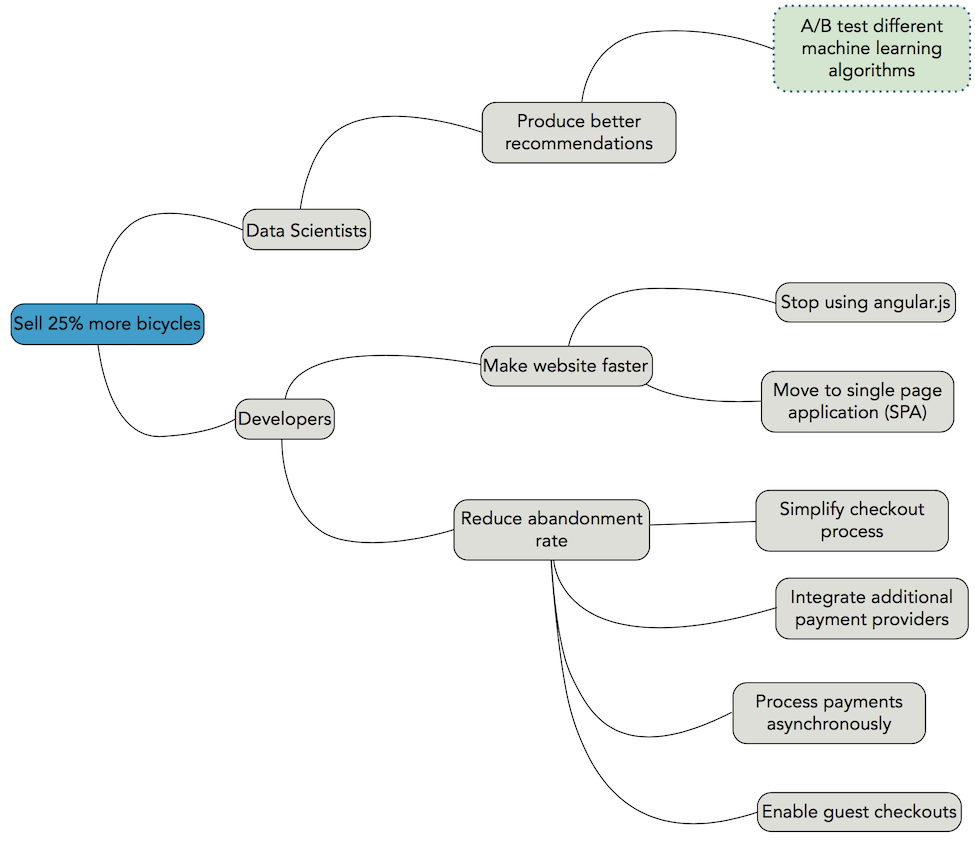 A/B test different
machine learning
algorithms
Produce better
recommendations
Data Scientists
Sell 25% more bicycles
Stop using angular.js
Make website faster
Move to single page
application (SPA)
Developers
Reduce abandonment
rate
Simplify checkout
process
Integrate additional
payment providers
Process payments
asynchronously
Enable guest checkouts